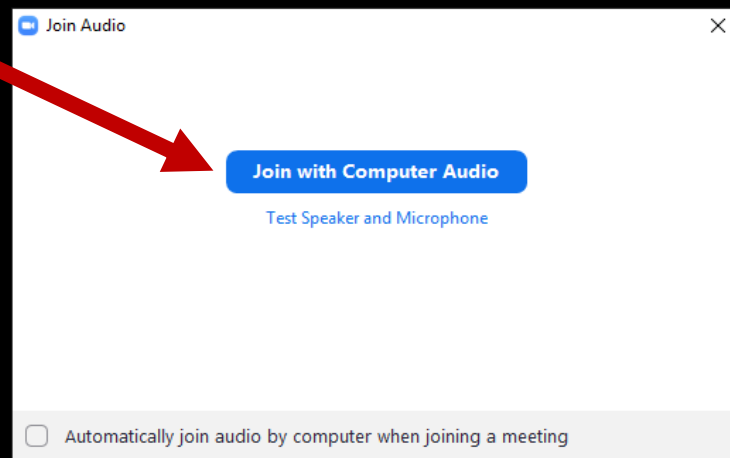 Join Audio
Join with Computer Audio
Test Speaker and Microphone
Automatically join audio by computer when joining a meeting